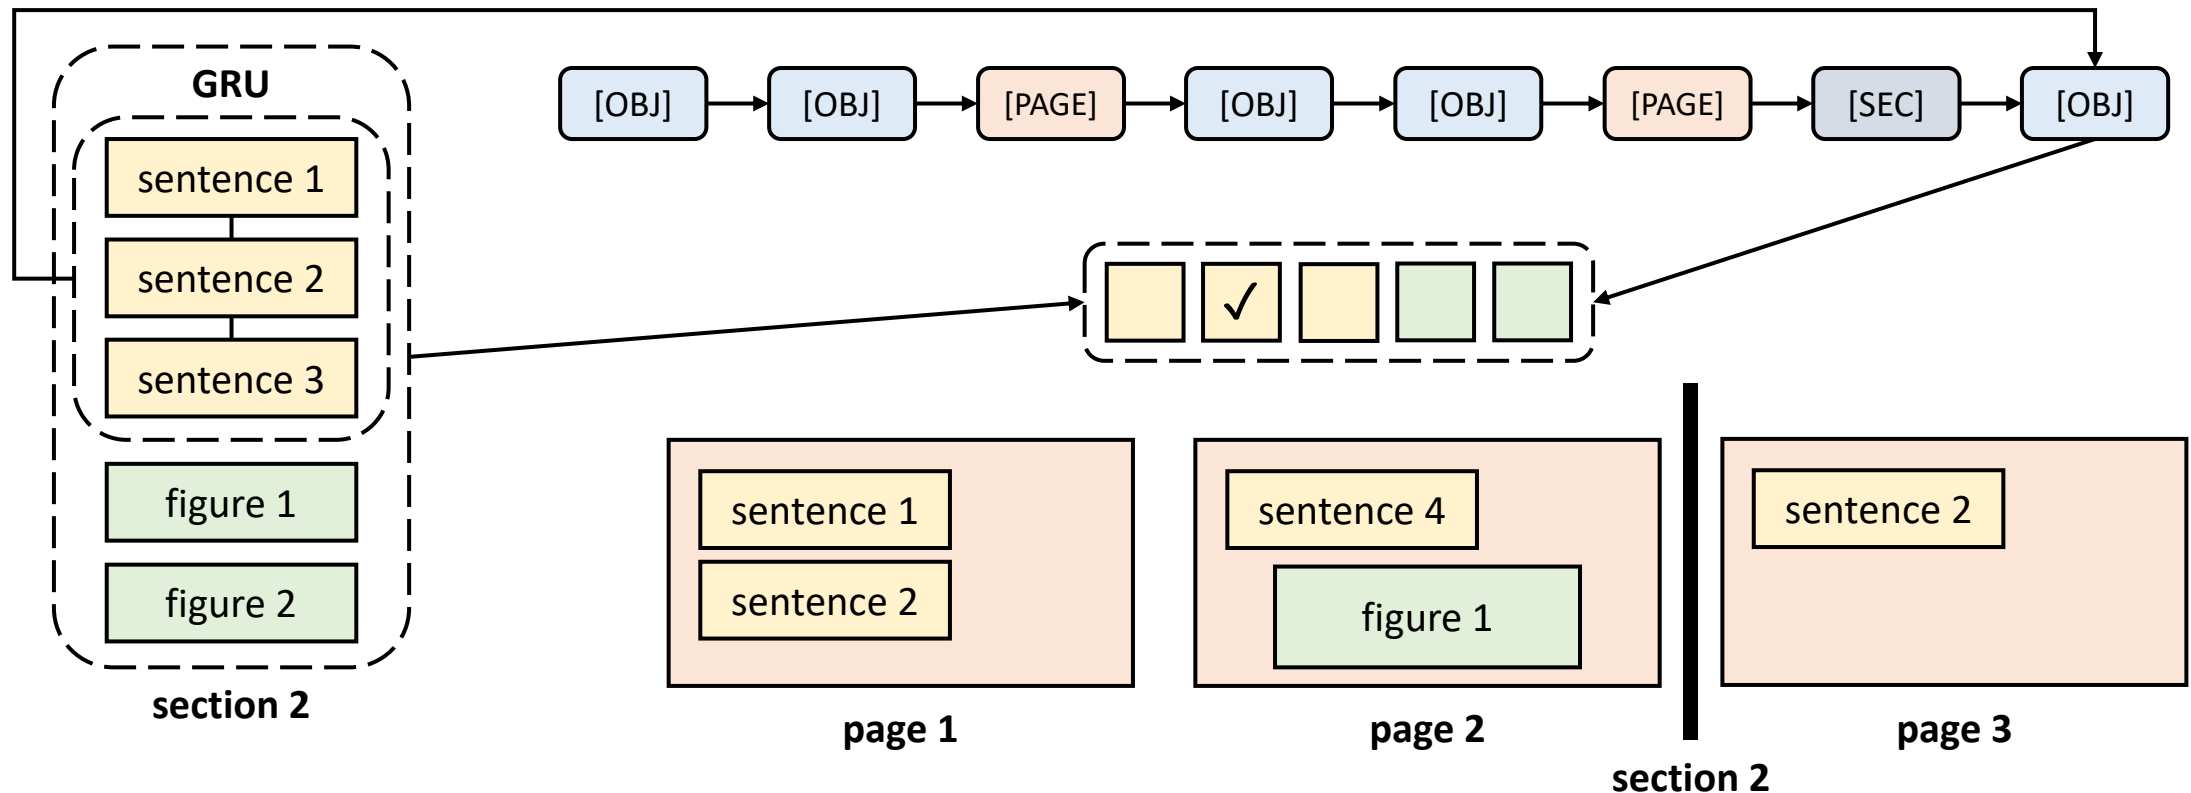 GRU
sentence 1
sentence 2
sentence 3
figure 1
figure 2
section 2
[OBJ] [OBJ] [PAGE] [OBJ] [OBJ] [PAGE] [SEC] [OBJ]
✓
sentence 1
sentence 2
page 1
sentence 4
figure 1
page 2
sentence 2
page 3
section 2